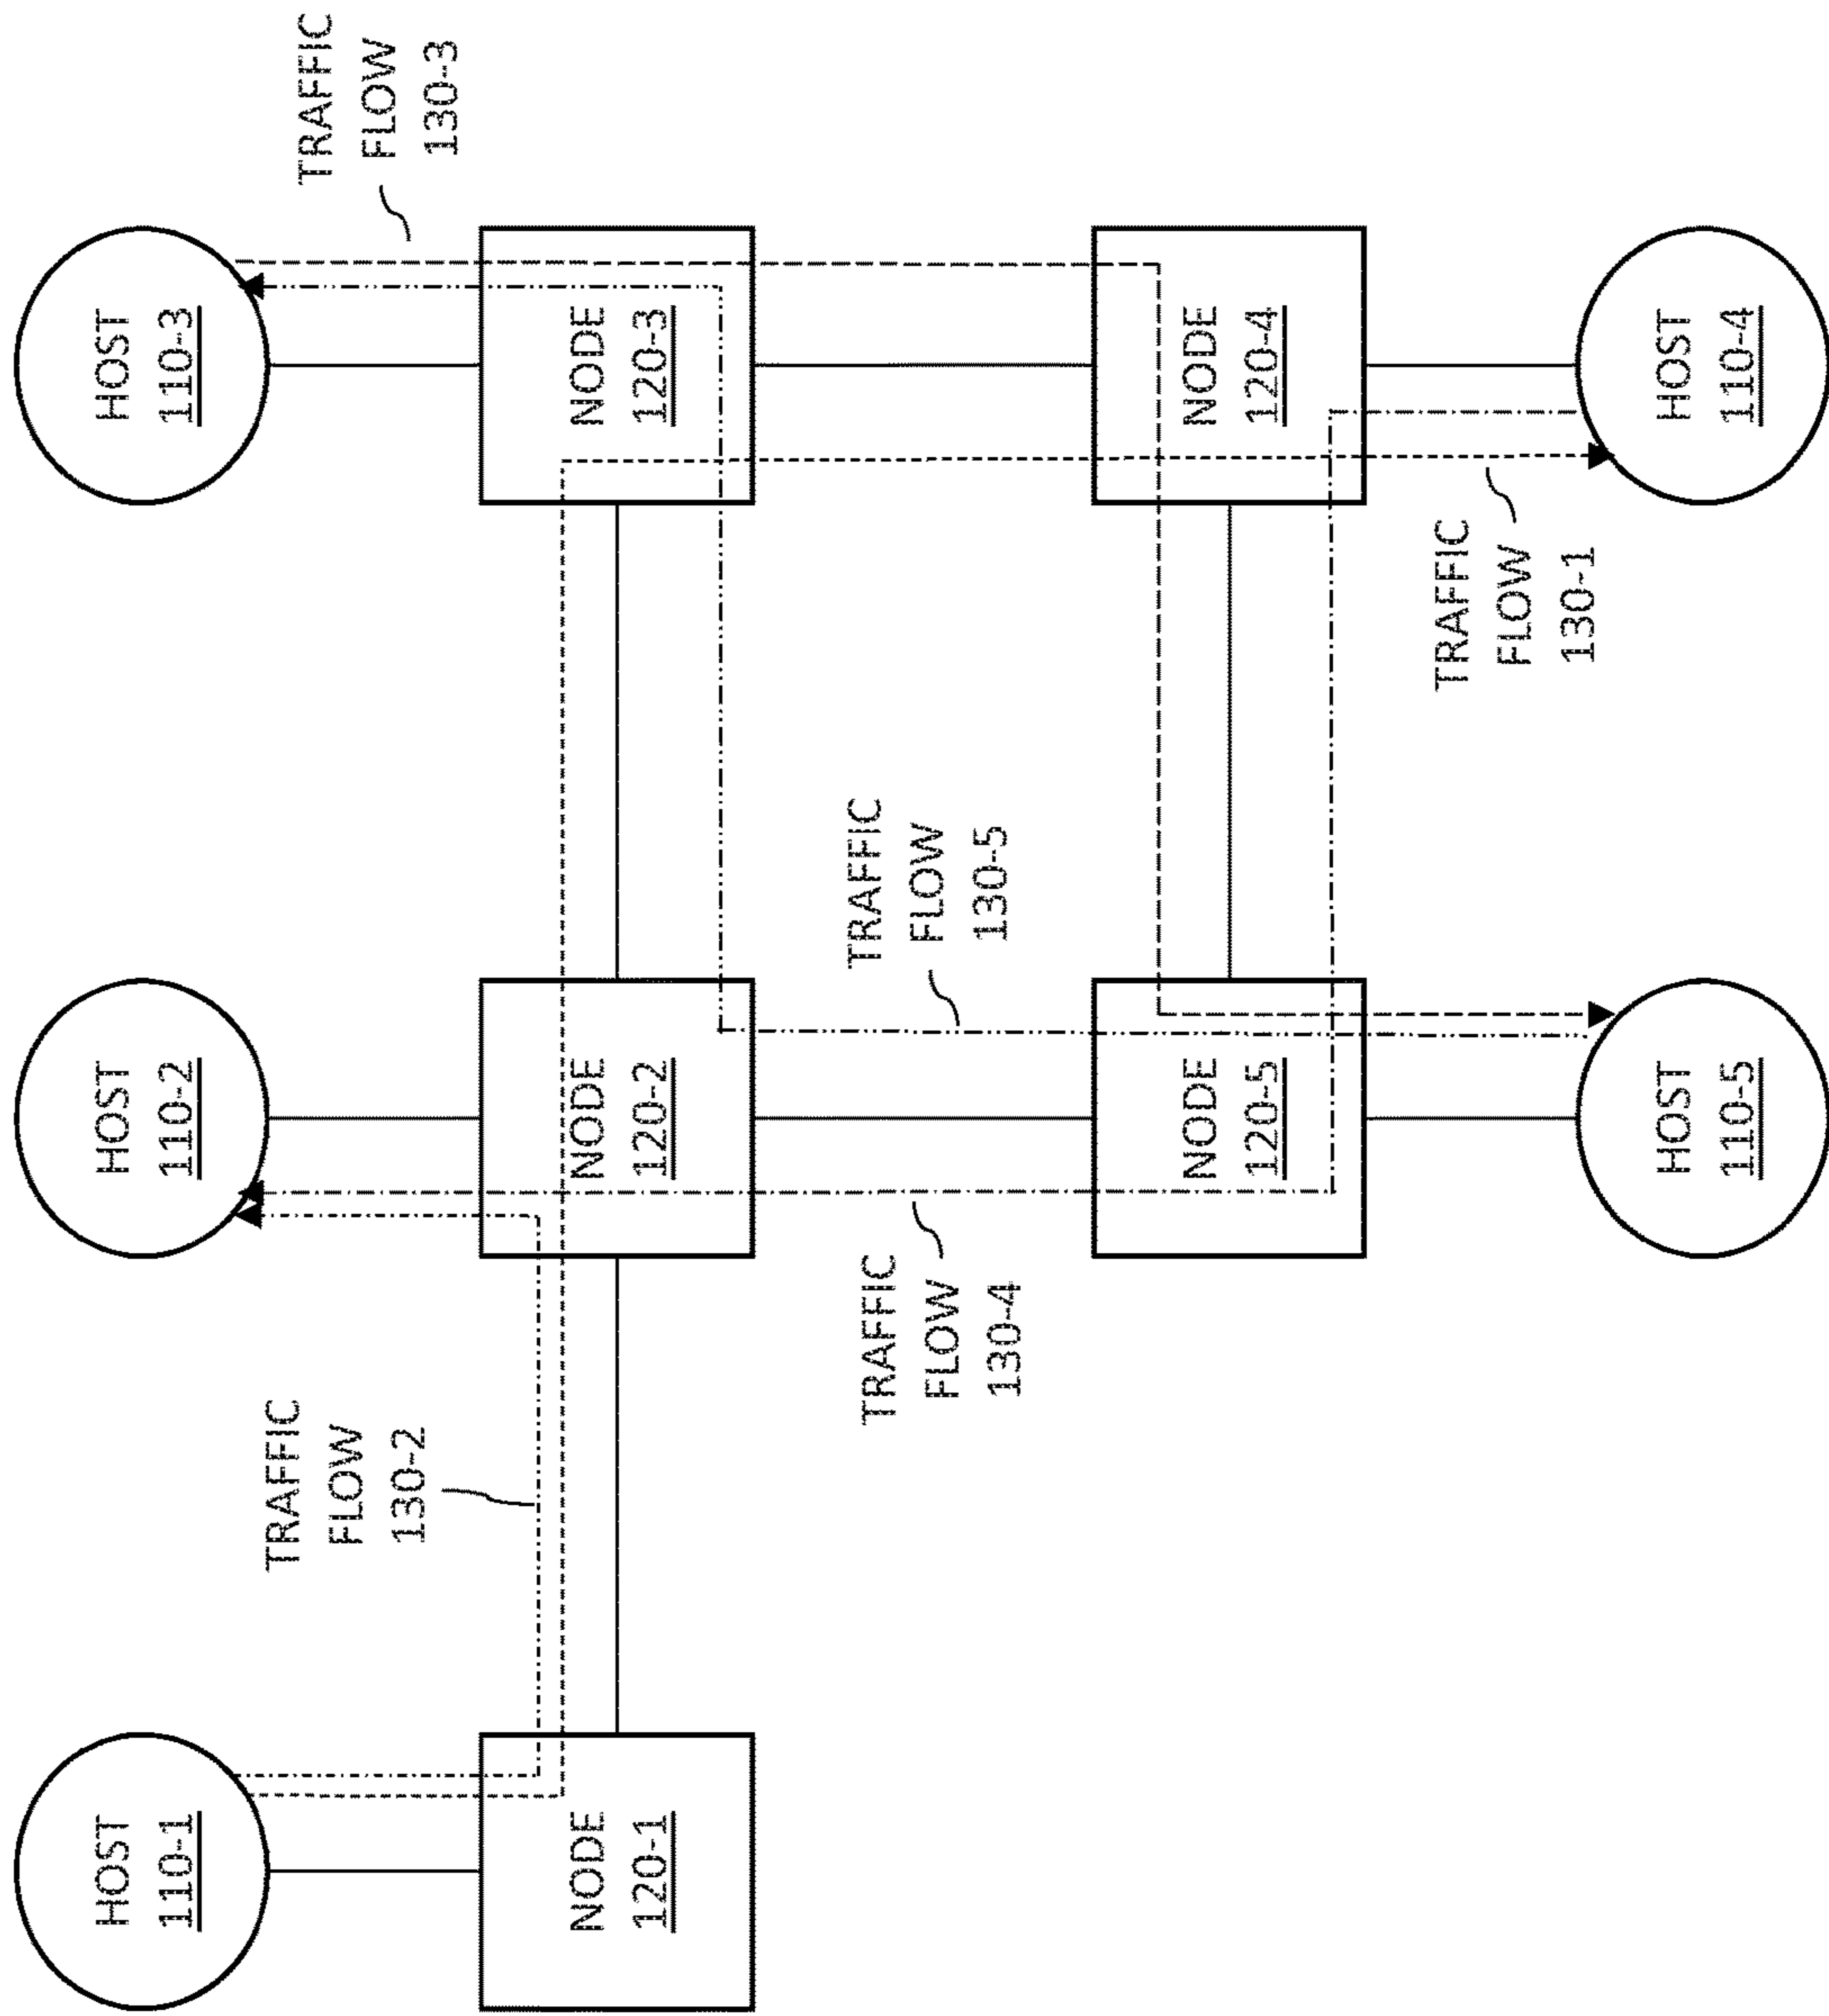 HOST
110-1
HOST
110-2
HOST
110-3
TRAFFIC
FLOW
130-2
TRAFFIC
FLOW
130-3
NODE
120-1
NODE
120-2
NODE
120-3
TRAFFIC
FLOW
130-4
TRAFFIC
FLOW
130-5
NODE
120-5
NODE
120-4
TRAFFIC
FLOW
130-1
HOST
110-5
HOST
110-4